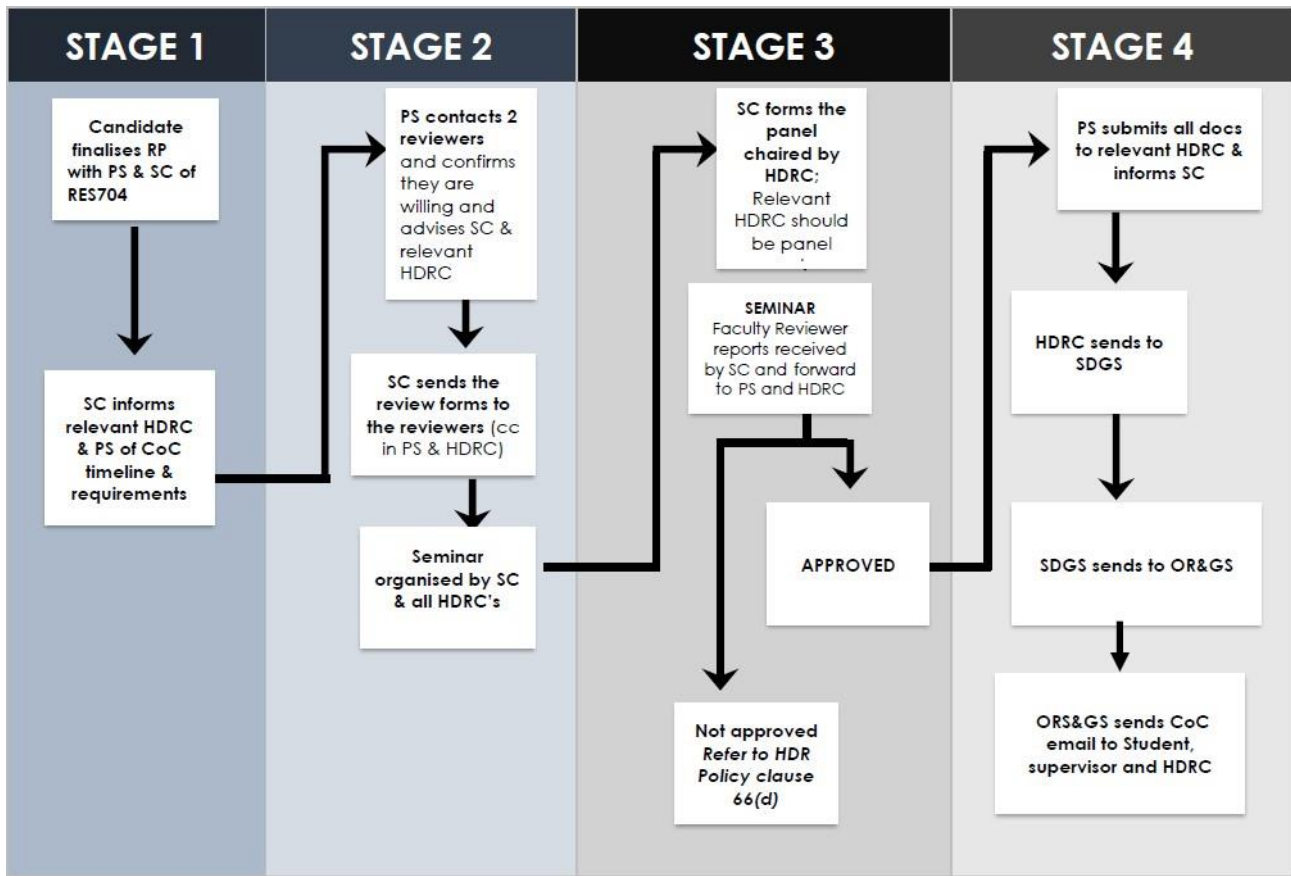 STAGE 1
Candidate
finalises RP
with PS & SC of
RES704
SC informs
relevant HDRC
& PS of CoC
timeline &
requirements
STAGE 2
PS contacts 2
reviewers
and confirms
they are
willing and
advises SC &
relevant
HDRC
SC sends the
review forms to
the reviewers (cc
in PS & HDRC)
Seminar
organised by SC
& all HDRC's
STAGE 3
SC forms the
panel
chaired by
HDRC;
Relevant
HDRC should
be panel
SEMINAR
Faculty Reviewer
reports received
by SC and forward
to PS and HDRC
APPROVED
Not approved
Refer to HDR
Policy clause
66(d)
STAGE 4
PS submits all docs
to relevant HDRC &
informs SC
HDRC sends to
SDGS
SDGS sends to OR&GS
ORS&GS sends CoC
email to Student,
supervisor and HDRC